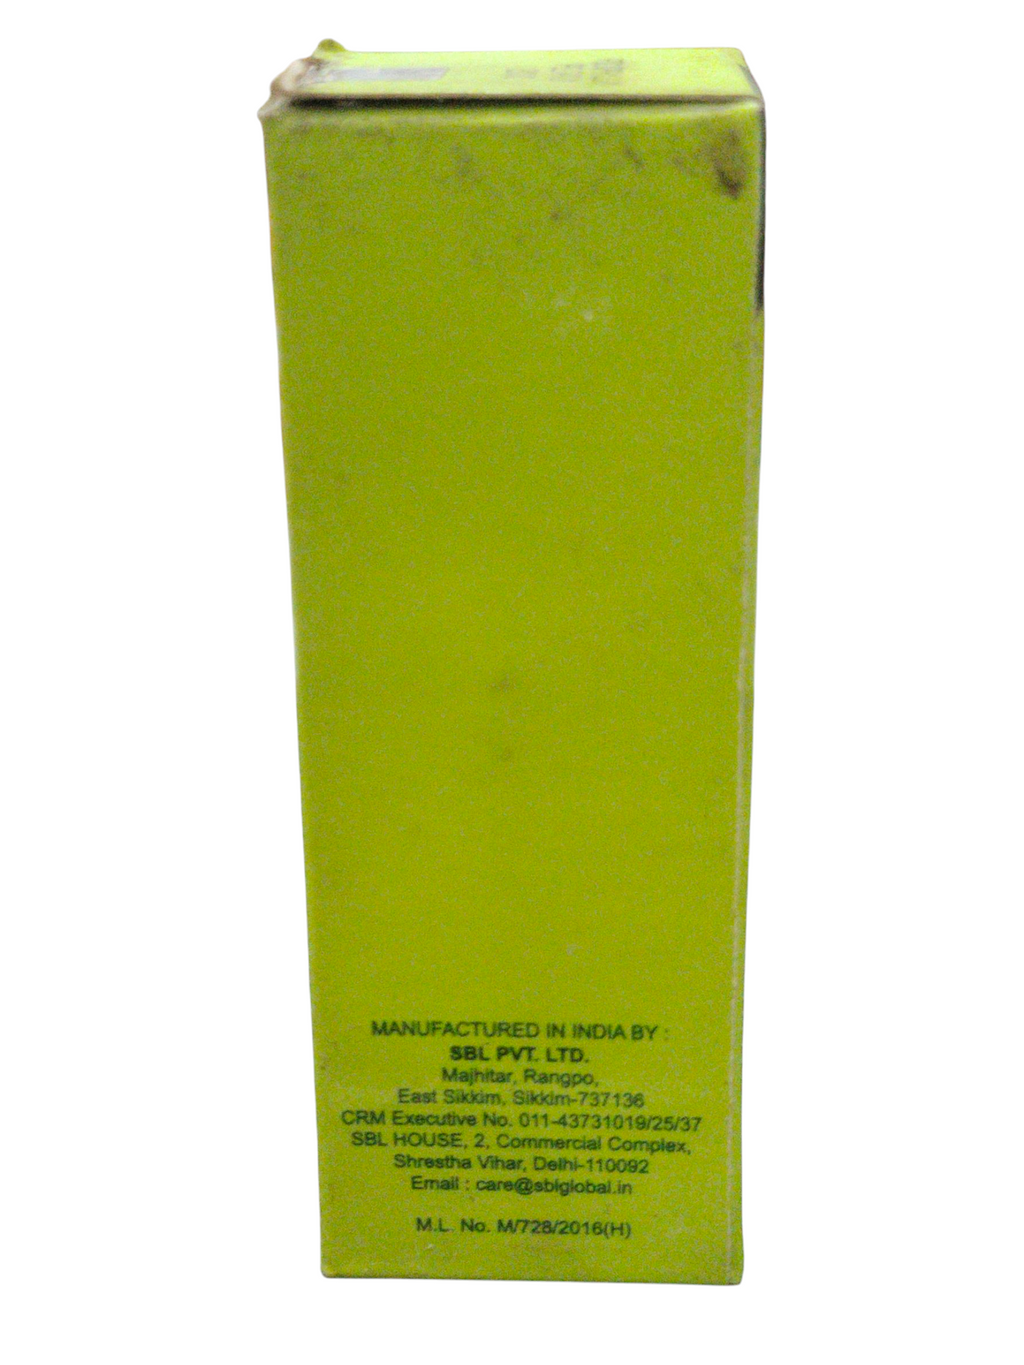 MANUFACTURED IN INDIA BY :
SBL PVT. LTD.
Majhitar, Rangpo,
East Sikkim, Sikkim-737136
CRM Executive No. 011-43731019/25/37
SBL HOUSE, 2, Commercial Complex,
Shrestha Vihar, Delhi-110092
Email : care@sblglobal.in
M.L. No. M/728/2016(H)